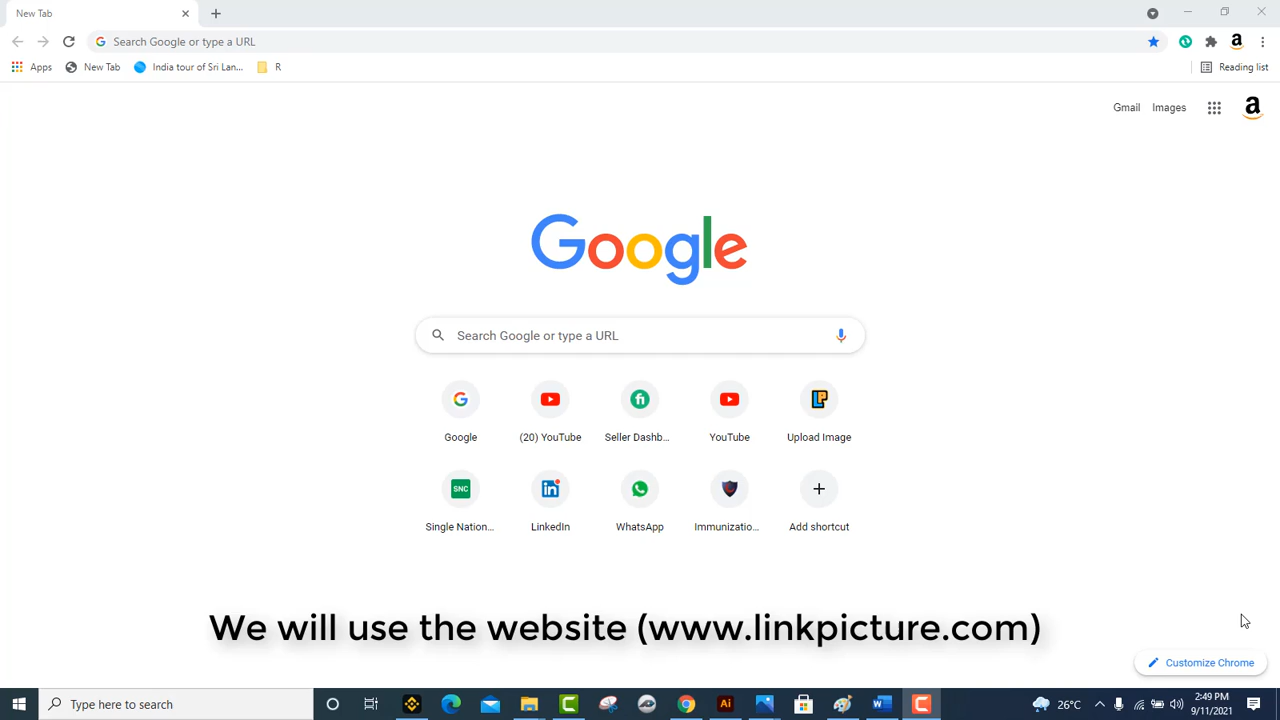 New Tab
Search Google or type a URL
Apps
New Tab
India tour of Sri Lan...
R
Reading list
Gmail
Images
Google
Search Google or type a URL
Google
(20) YouTube
Seller Dashb...
YouTube
Upload Image
SNC
Single Nation...
LinkedIn
WhatsApp
Immunizatio...
Add shortcut
We will use the website (www.linkpicture.com)
Customize Chrome
Type here to search
26°C
2:49 PM
9/11/2021